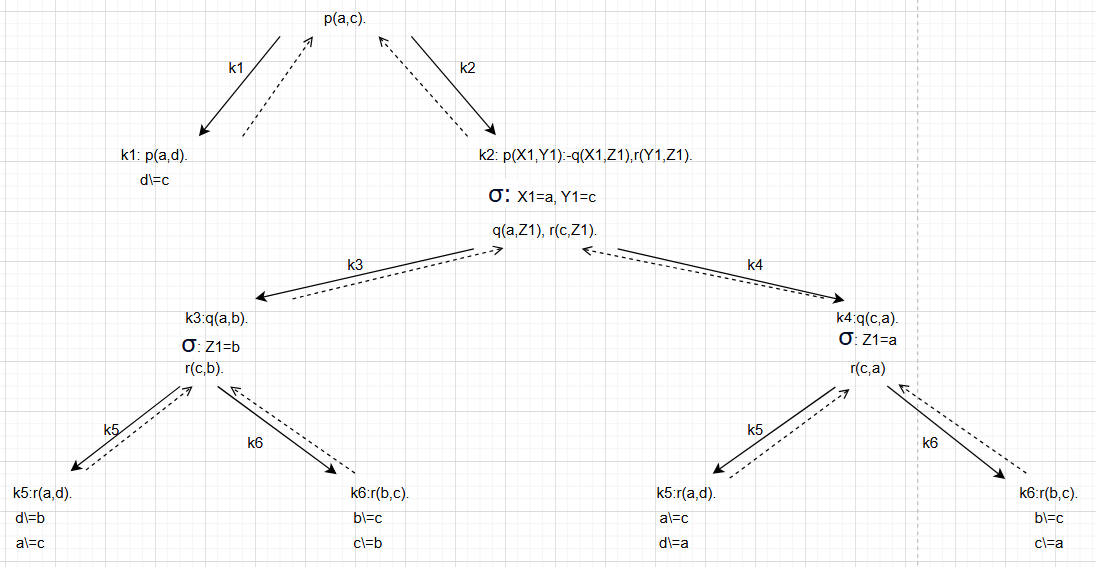 p(a,c).
k1
k2
k1: p(a,d).
d\=c
k2: p(X1,Y1):-q(X1,Z1),r(Y1,Z1).
σ: X1=a, Y1=c
q(a,Z1), r(c,Z1).
k3
k4
k3:q(a,b).
σ: Z1=b
r(c,b).
k4:q(c,a).
σ: Z1=a
r(c,a)
k5
k6
k5
k6
k5:r(a,d).
d\=b
a\=c
k6:r(b,c).
b\=c
c\=b
k5:r(a,d).
a\=c
d\=a
k6:r(b,c).
b\=c
c\=a